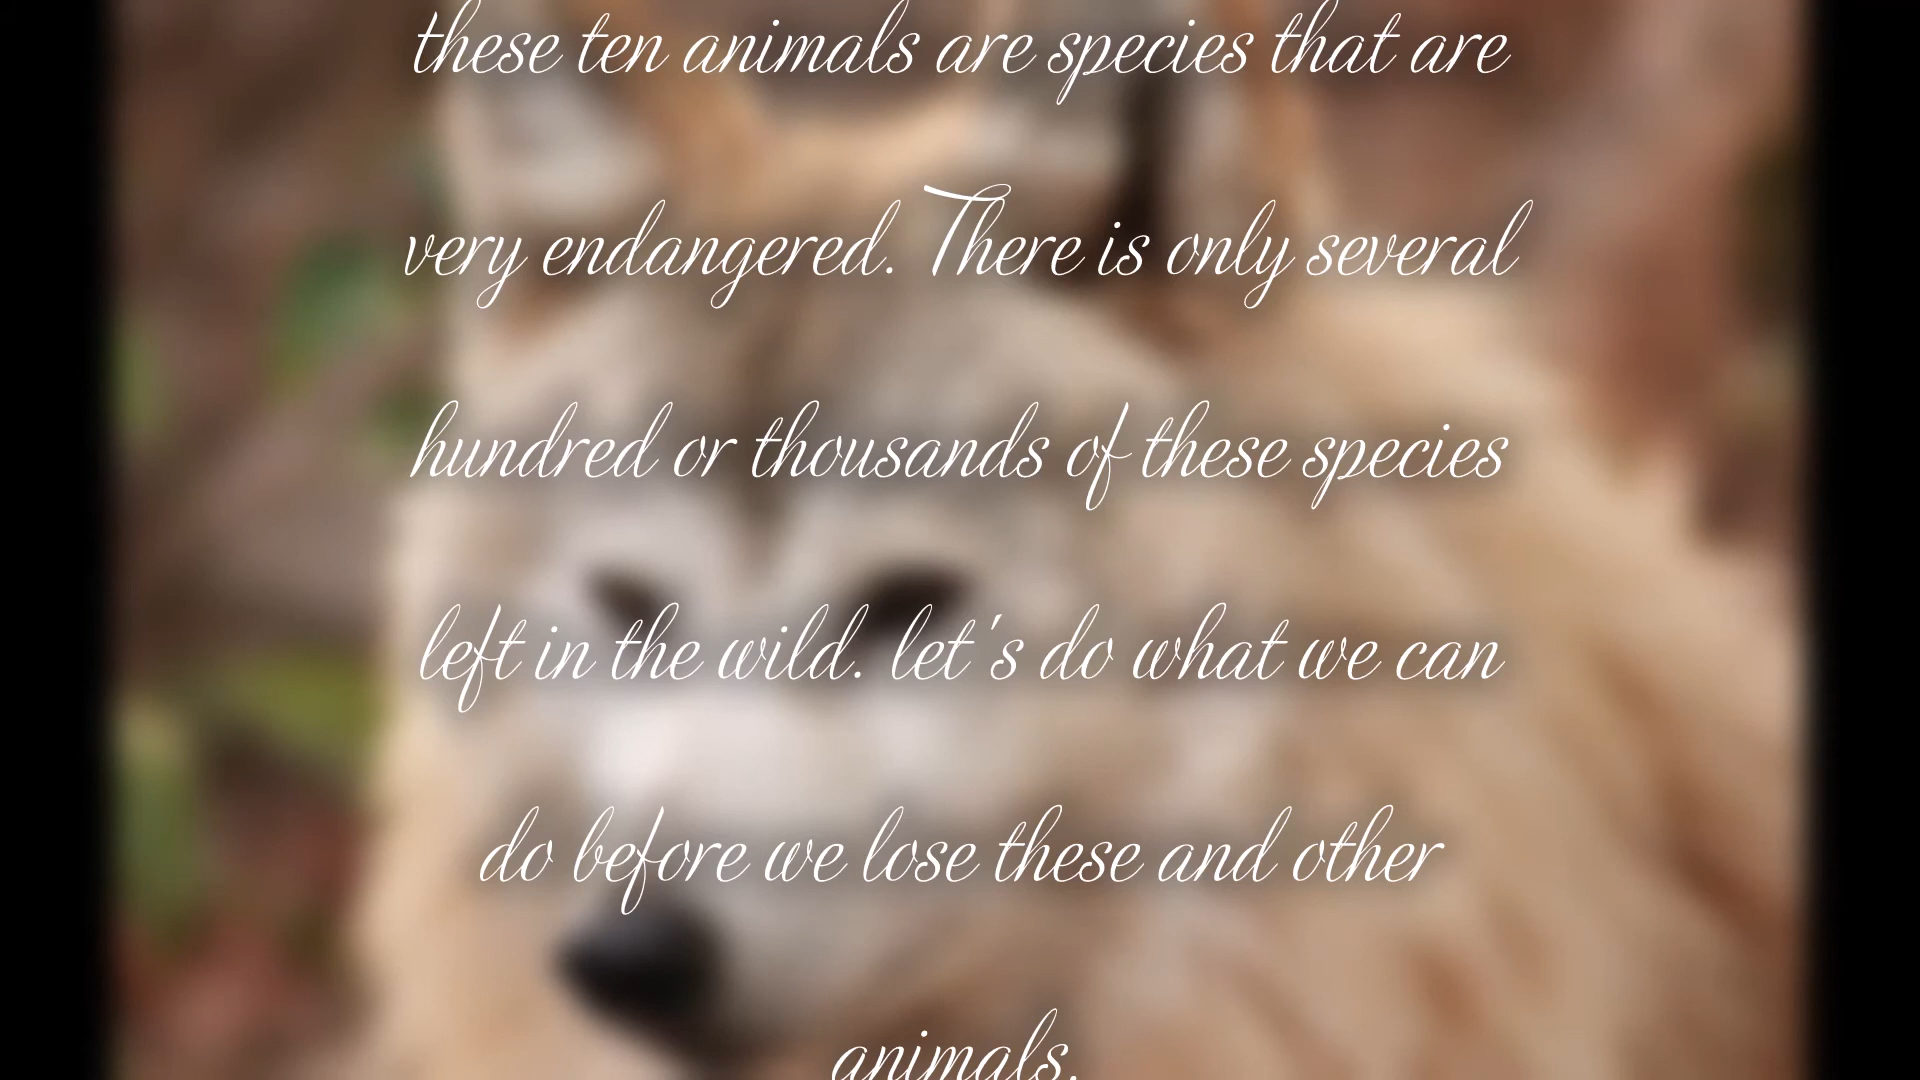 these ten animals are species that are
very endangered. There is only several
hundred or thousands of these species
left in the wild. let's do what we can
do before we lose these and other
animals.